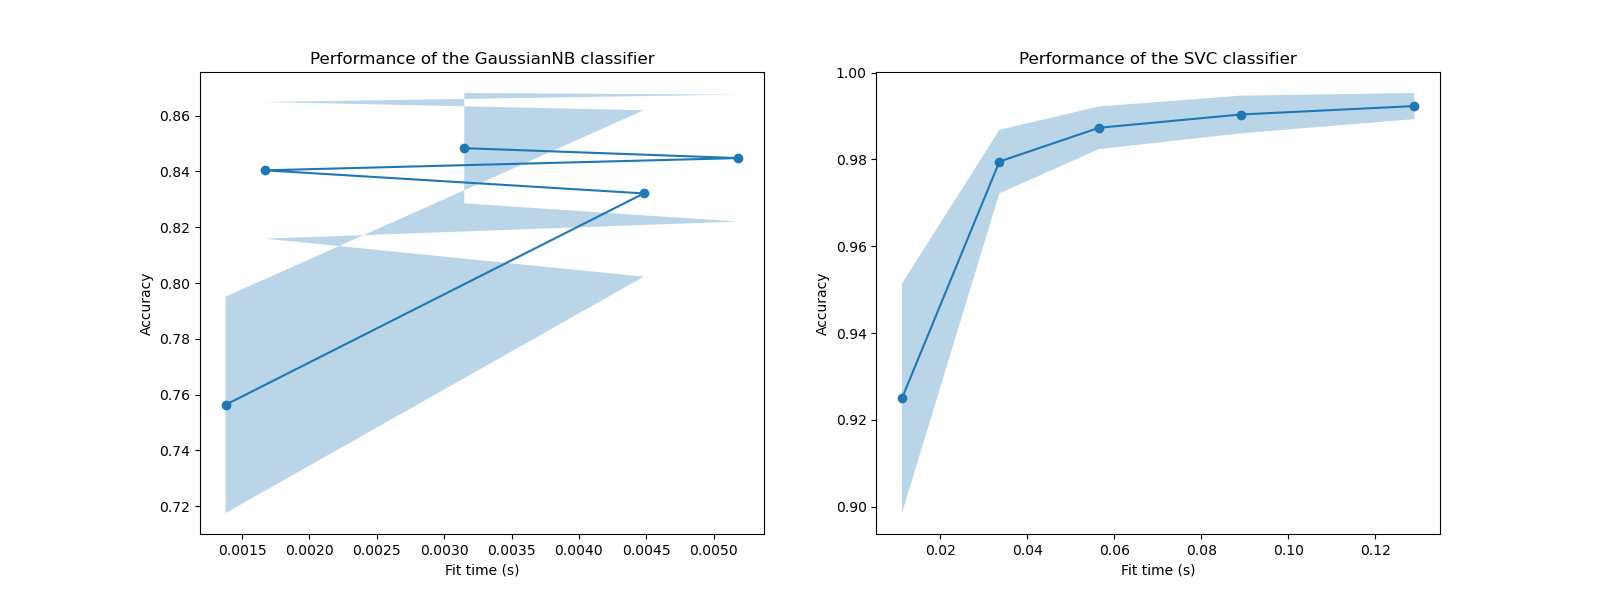 Performance of the GaussianNB classifier
0.86
0.84
0.82
0.80
0.78
0.76
0.74
0.72
Accuracy
0.0015 0.0020 0.0025 0.0030 0.0035 0.0040 0.0045 0.0050
Fit time (s)
Performance of the SVC classifier
1.00
0.98
0.96
0.94
0.92
0.90
Accuracy
0.02 0.04 0.06 0.08 0.10 0.12
Fit time (s)